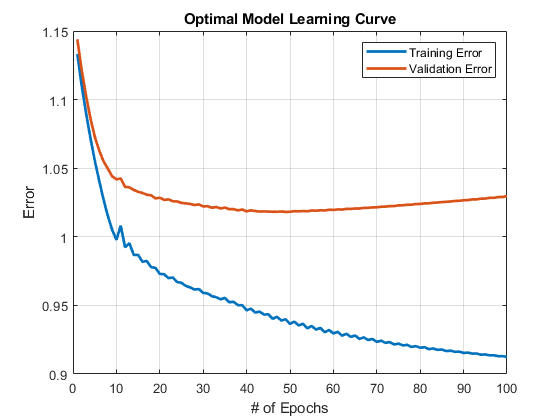 Optimal Model Learning Curve
Training Error
Validation Error
1.15
1.1
1.05
1
0.95
0.9
Error
0 10 20 30 40 50 60 70 80 90 100
# of Epochs